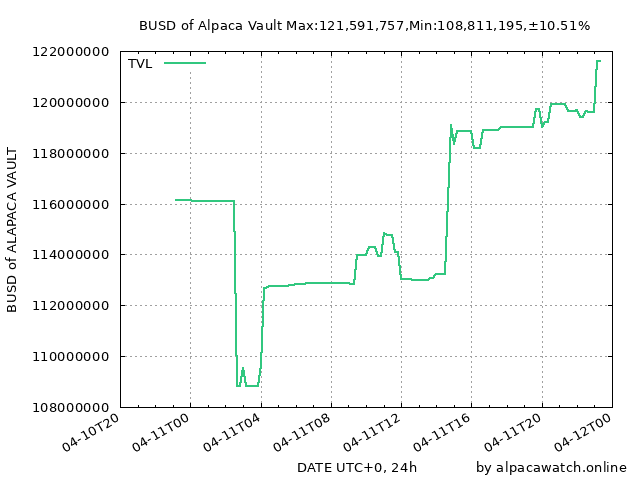 BUSD of Alpaca Vault Max:121,591,757,Min:108,811,195,±10.51%
TVL
122000000
120000000
118000000
116000000
114000000
112000000
110000000
108000000
BUSD of ALAPACA VAULT
04-10T20
04-11T00
04-11T04
04-11T08
04-11T12
04-11T16
04-11T20
04-12T00
DATE UTC+0, 24h
by alpacawatch.online